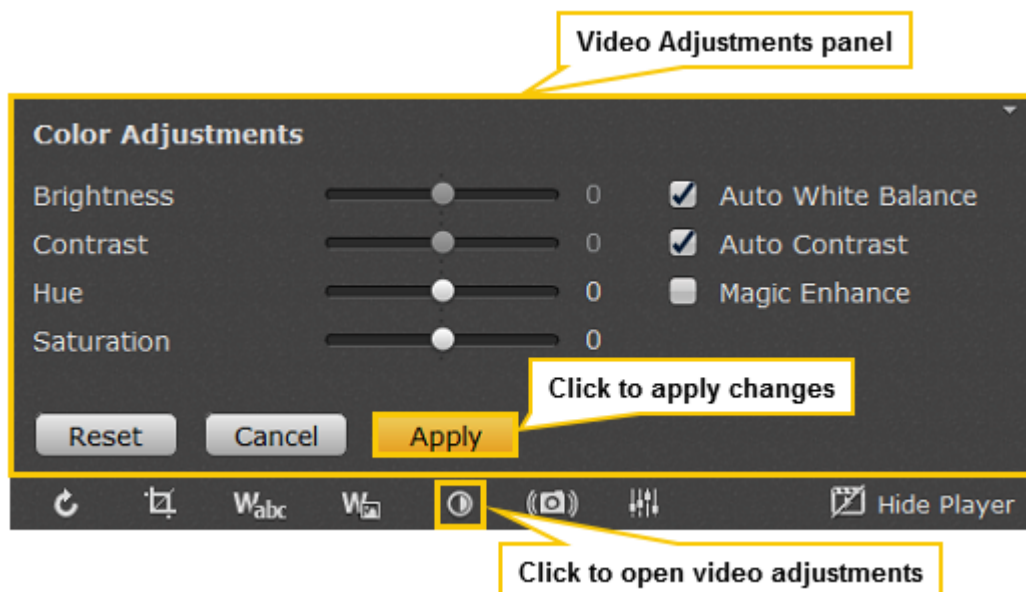 Video Adjustments panel
Color Adjustments
Brightness 0 Auto White Balance
Contrast 0 Auto Contrast
Hue 0 Magic Enhance
Saturation 0
Click to apply changes
Reset Cancel Apply
Wabc W Hide Player
Click to open video adjustments